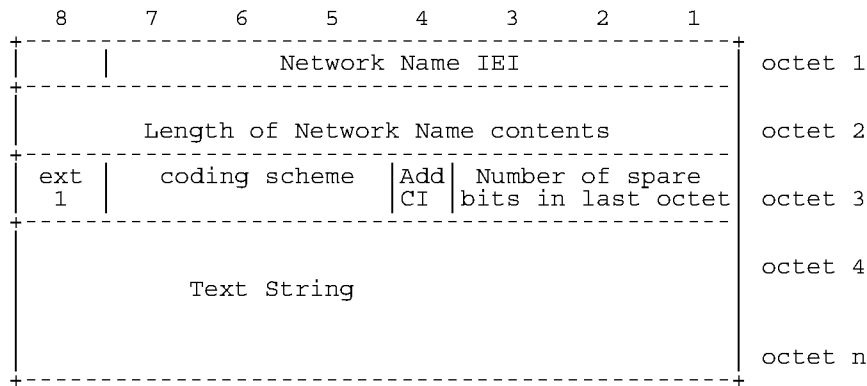 8 7 6 5 4 3 2 1
Network Name IEI octet 1
Length of Network Name contents octet 2
ext coding scheme Add Number of spare
1 CI bits in last octet octet 3
octet 4
Text String
octet n